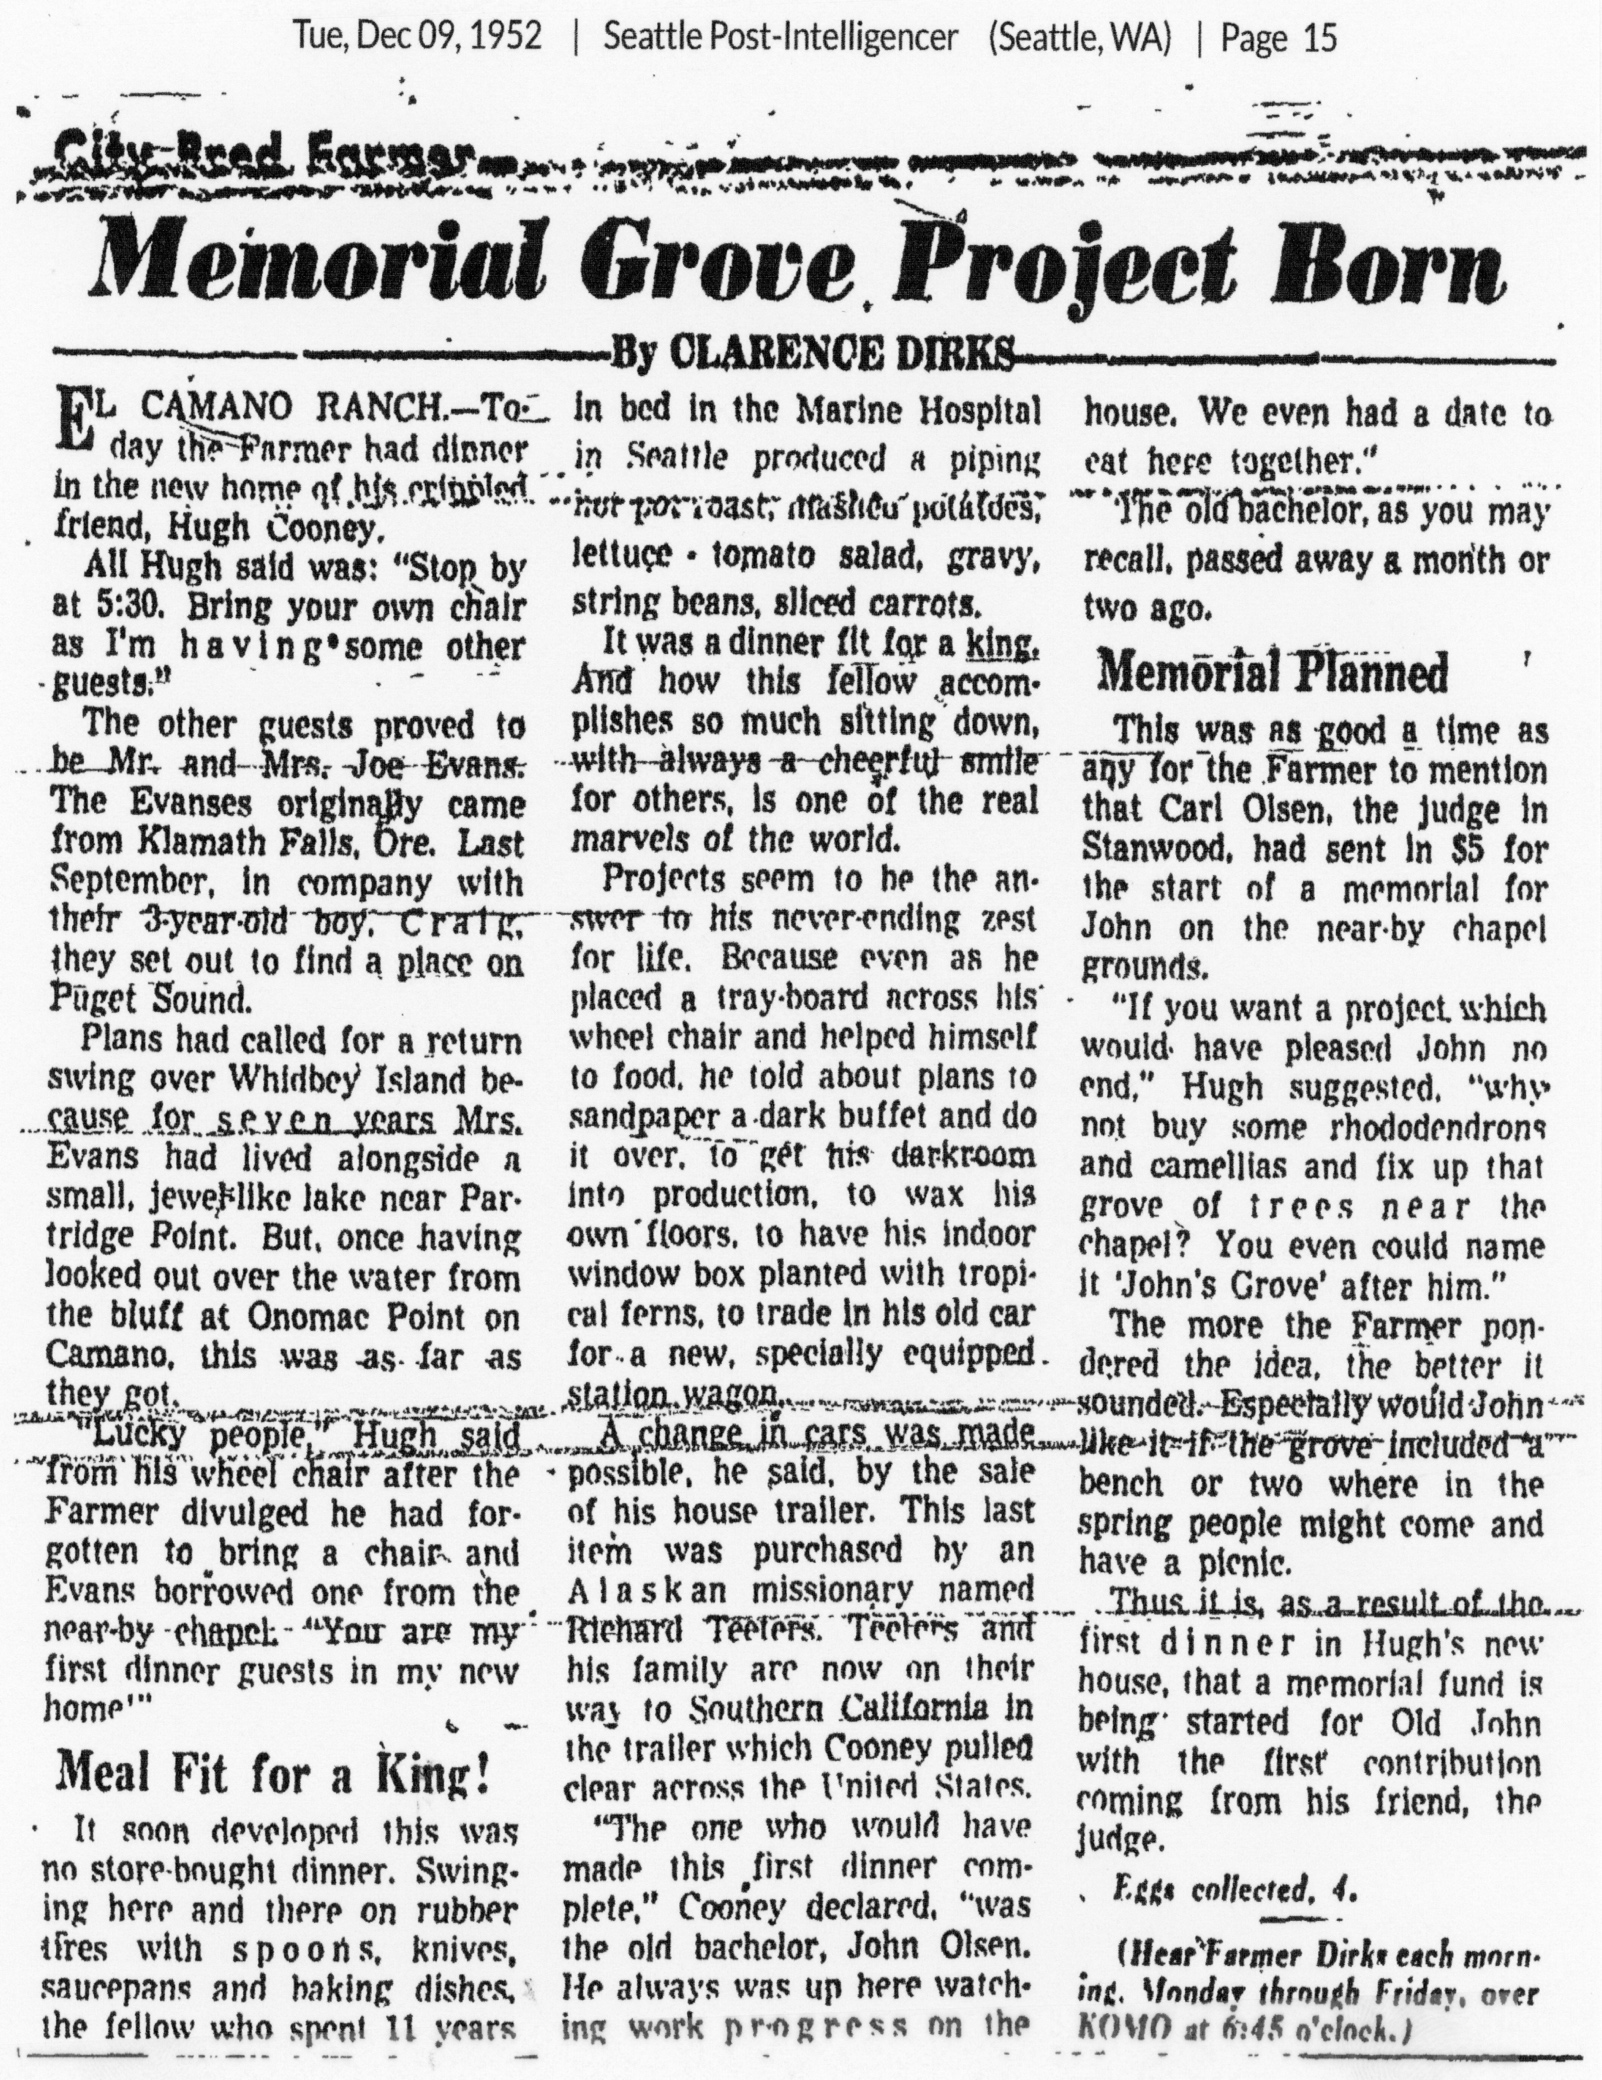 Tue, Dec 09, 1952 | Seattle Post-Intelligencer (Seattle, WA) | Page 15
City-Bred Farmer
Memorial Grove Project Born
By CLARENCE DIRKS
EL CAMANO RANCH.—To-
day the Farmer had dinner
in the new home of his crippled
friend, Hugh Cooney.
All Hugh said was: "Stop by
at 5:30. Bring your own chair
as I'm having some other
guests."
The other guests proved to
be Mr. and Mrs. Joe Evans.
The Evanses originally came
from Klamath Falls, Ore. Last
September, in company with
their 3-year-old boy, Craig,
they set out to find a place on
Puget Sound.
Plans had called for a return
swing over Whidbey Island be-
cause for seven years Mrs.
Evans had lived alongside a
small, jewel-like lake near Par-
tridge Point. But, once having
looked out over the water from
the bluff at Onomac Point on
Camano, this was as far as
they got.
"Lucky people," Hugh said
from his wheel chair after the
Farmer divulged he had for-
gotten to bring a chair and
Evans borrowed one from the
near-by chapel. "You are my
first dinner guests in my new
home!"
Meal Fit for a King!
It soon developed this was
no store-bought dinner. Swing-
ing here and there on rubber
tires with spoons, knives,
saucepans and baking dishes,
the fellow who spent 11 years
in bed in the Marine Hospital
in Seattle produced a piping
hot pot roast, mashed potatoes,
lettuce-tomato salad, gravy,
string beans, sliced carrots.
It was a dinner fit for a king.
And how this fellow accom-
plishes so much sitting down,
with always a cheerful smile
for others, is one of the real
marvels of the world.
Projects seem to be the an-
swer to his never-ending zest
for life. Because even as he
placed a tray-board across his
wheel chair and helped himself
to food, he told about plans to
sandpaper a dark buffet and do
it over, to get his darkroom
into production, to wax his
own floors, to have his indoor
window box planted with tropi-
cal ferns, to trade in his old car
for a new, specially equipped
station wagon.
A change in cars was made
possible, he said, by the sale
of his house trailer. This last
item was purchased by an
Alaskan missionary named
Richard Teeters. Teeters and
his family are now on their
way to Southern California in
the trailer which Cooney pulled
clear across the United States.
"The one who would have
made this first dinner com-
plete," Cooney declared, "was
the old bachelor, John Olsen.
He always was up here watch-
ing work progress on the
house. We even had a date to
eat here together."
The old bachelor, as you may
recall, passed away a month or
two ago.
Memorial Planned
This was as good a time as
any for the Farmer to mention
that Carl Olsen, the judge in
Stanwood, had sent in $5 for
the start of a memorial for
John on the near-by chapel
grounds.
"If you want a project which
would have pleased John no
end," Hugh suggested, "why
not buy some rhododendrons
and camellias and fix up that
grove of trees near the
chapel? You even could name
it 'John's Grove' after him."
The more the Farmer pon-
dered the idea, the better it
sounded. Especially would John
like it if the grove included a
bench or two where in the
spring people might come and
have a picnic.
Thus it is, as a result of the
first dinner in Hugh's new
house, that a memorial fund is
being started for Old John
with the first contribution
coming from his friend, the
judge.
Eggs collected, 4.
(Hear Farmer Dirks each morn-
ing, Monday through Friday, over
KOMO at 6:45 o'clock.)